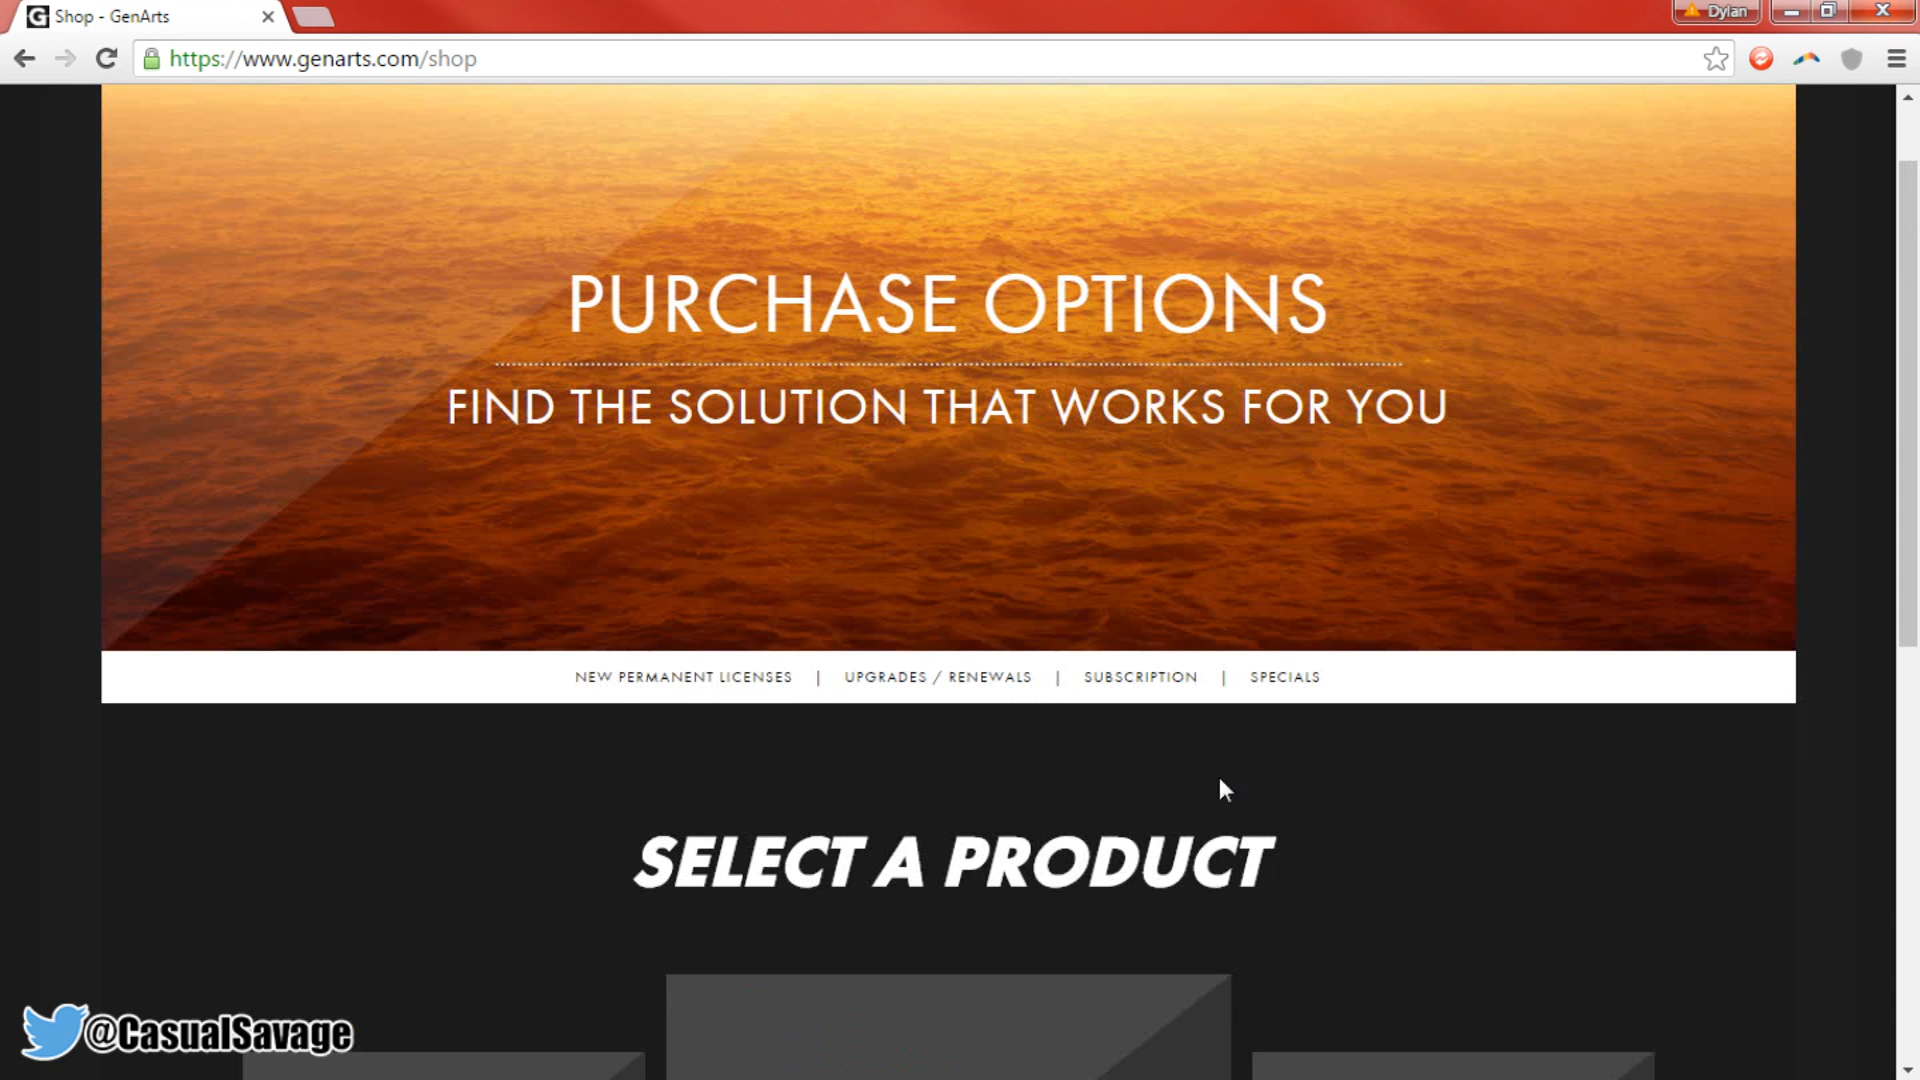 Shop - GenArts
Dylan
https://www.genarts.com/shop
PURCHASE OPTIONS
FIND THE SOLUTION THAT WORKS FOR YOU
NEW PERMANENT LICENSES | UPGRADES / RENEWALS | SUBSCRIPTION | SPECIALS
SELECT A PRODUCT
@CasualSavage